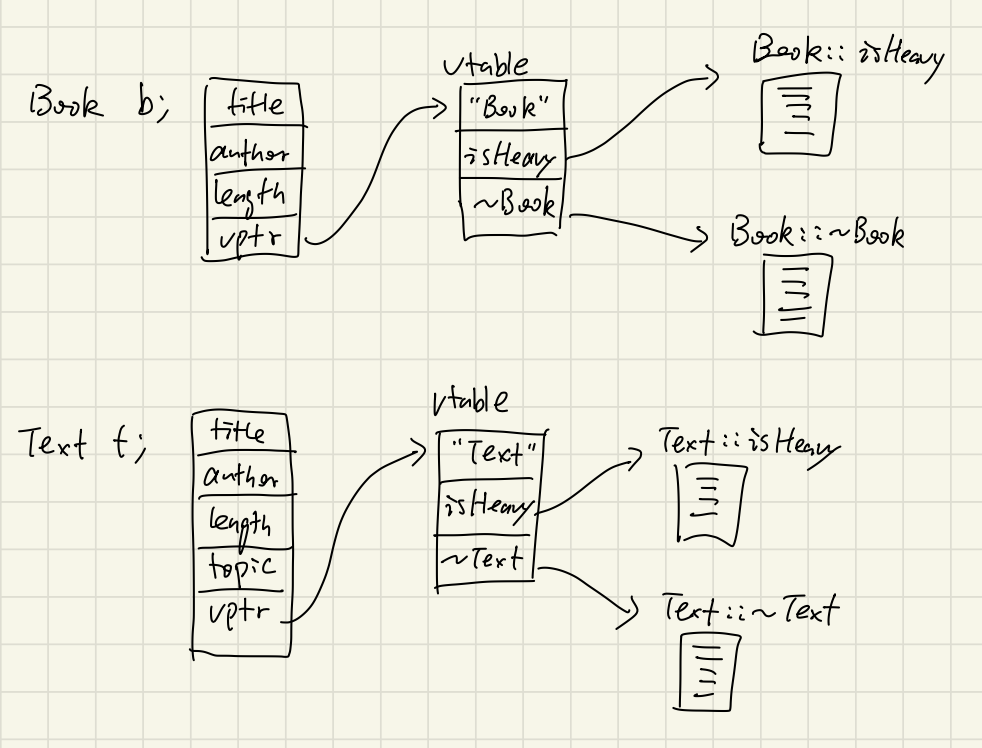 Book b;
title
author
length
vptr
vtable
"Book"
isHeavy
~Book
Book::isHeavy
Book::~Book
Text t;
title
author
length
topic
vptr
vtable
"Text"
isHeavy
~Text
Text::isHeavy
Text::~Text